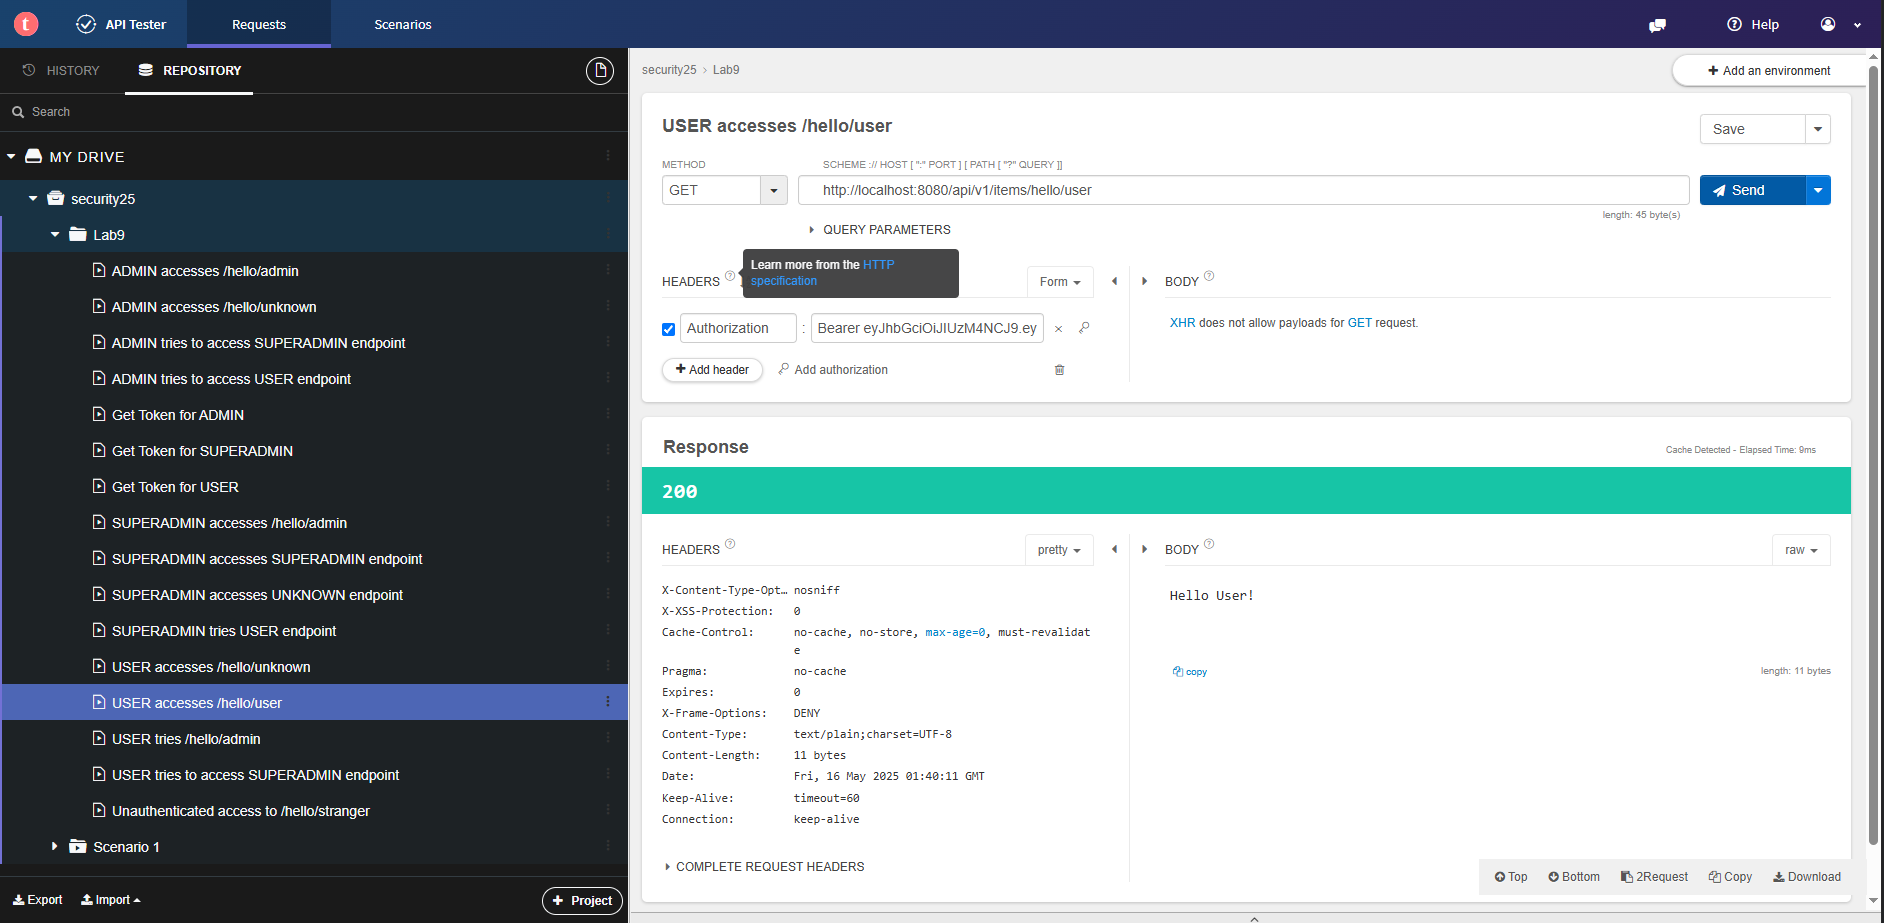 t
API Tester
Requests
Scenarios
Help
HISTORY
REPOSITORY
Search
MY DRIVE
security25
Lab9
ADMIN accesses /hello/admin
ADMIN accesses /hello/unknown
ADMIN tries to access SUPERADMIN endpoint
ADMIN tries to access USER endpoint
Get Token for ADMIN
Get Token for SUPERADMIN
Get Token for USER
SUPERADMIN accesses /hello/admin
SUPERADMIN accesses SUPERADMIN endpoint
SUPERADMIN accesses UNKNOWN endpoint
SUPERADMIN tries USER endpoint
USER accesses /hello/unknown
USER accesses /hello/user
USER tries /hello/admin
USER tries to access SUPERADMIN endpoint
Unauthenticated access to /hello/stranger
Scenario 1
Export
Import
+ Project
security25 › Lab9
+ Add an environment
USER accesses /hello/user
Save
METHOD
SCHEME :// HOST [ ":" PORT ] [ PATH [ "?" QUERY ]]
GET
http://localhost:8080/api/v1/items/hello/user
Send
length: 45 byte(s)
QUERY PARAMETERS
HEADERS ?
Learn more from the HTTP
specification
Form
BODY ?
Authorization : Bearer eyJhbGciOiJIUzM4NCJ9.ey ×
XHR does not allow payloads for GET request.
+ Add header
Add authorization
Response
Cache Detected - Elapsed Time: 9ms
200
HEADERS ?
pretty
BODY ?
raw
X-Content-Type-Opt… nosniff
X-XSS-Protection: 0
Cache-Control: no-cache, no-store, max-age=0, must-revalidat
e
Pragma: no-cache
Expires: 0
X-Frame-Options: DENY
Content-Type: text/plain;charset=UTF-8
Content-Length: 11 bytes
Date: Fri, 16 May 2025 01:40:11 GMT
Keep-Alive: timeout=60
Connection: keep-alive
Hello User!
copy
length: 11 bytes
COMPLETE REQUEST HEADERS
Top
Bottom
2Request
Copy
Download